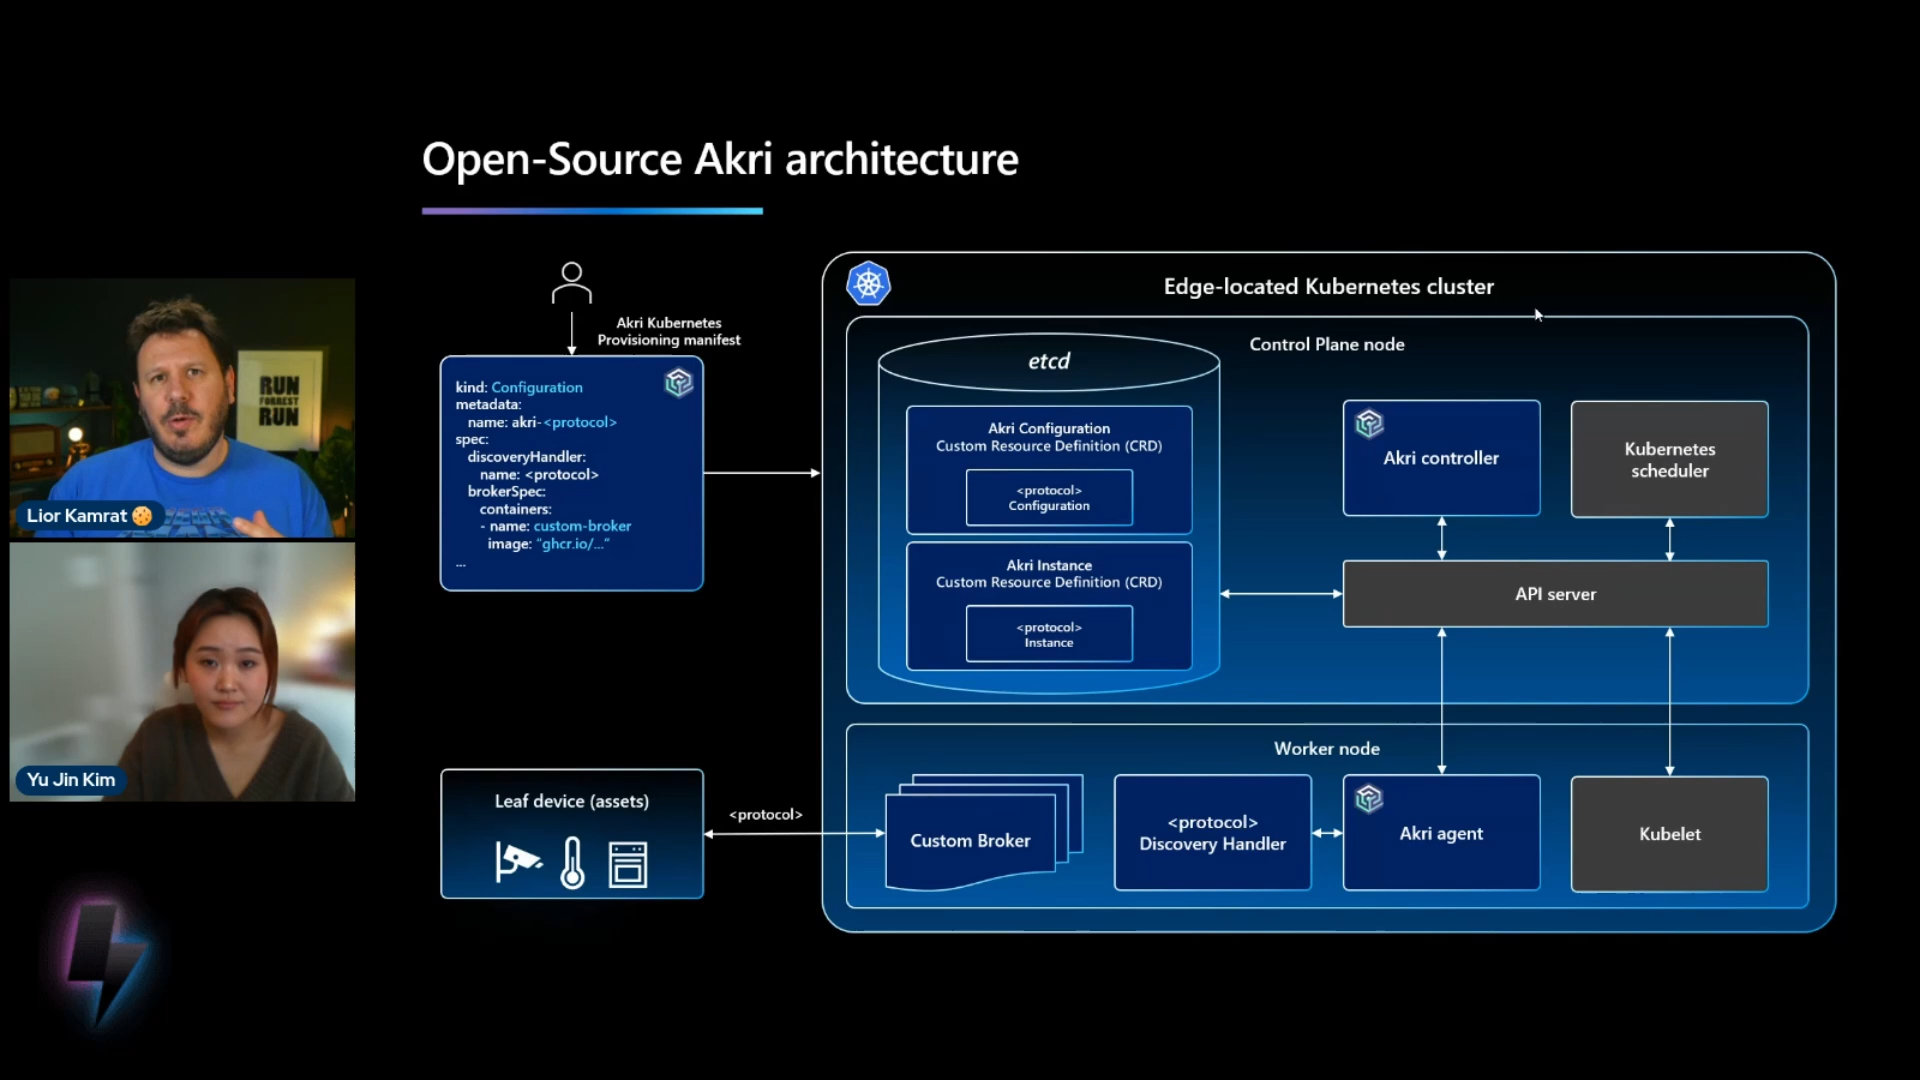 Open-Source Akri architecture
Akri Kubernetes
Provisioning manifest
kind: Configuration
metadata:
name: akri-<protocol>
spec:
discoveryHandler:
name: <protocol>
brokerSpec:
containers:
- name: custom-broker
image: “ghcr.io/...”
...
Leaf device (assets)
<protocol>
Edge-located Kubernetes cluster
Control Plane node
etcd
Akri Configuration
Custom Resource Definition (CRD)
<protocol>
Configuration
Akri Instance
Custom Resource Definition (CRD)
<protocol>
Instance
Akri controller
Kubernetes
scheduler
API server
Worker node
Custom Broker
<protocol>
Discovery Handler
Akri agent
Kubelet
RUN
FORREST
RUN
Lior Kamrat
Yu Jin Kim